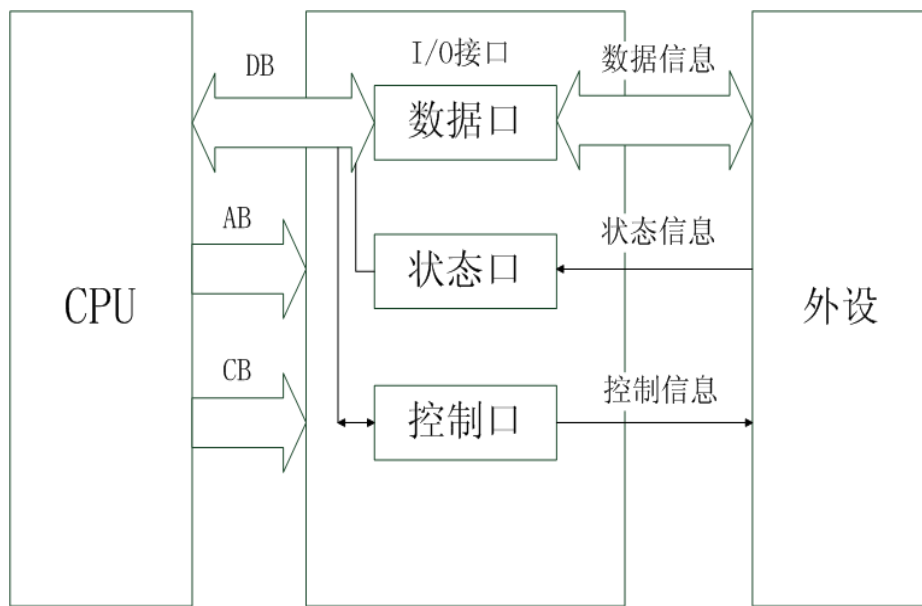 I/O接口
DB
数据信息
数据口
AB
状态信息
状态口
CPU
外设
CB
控制信息
控制口